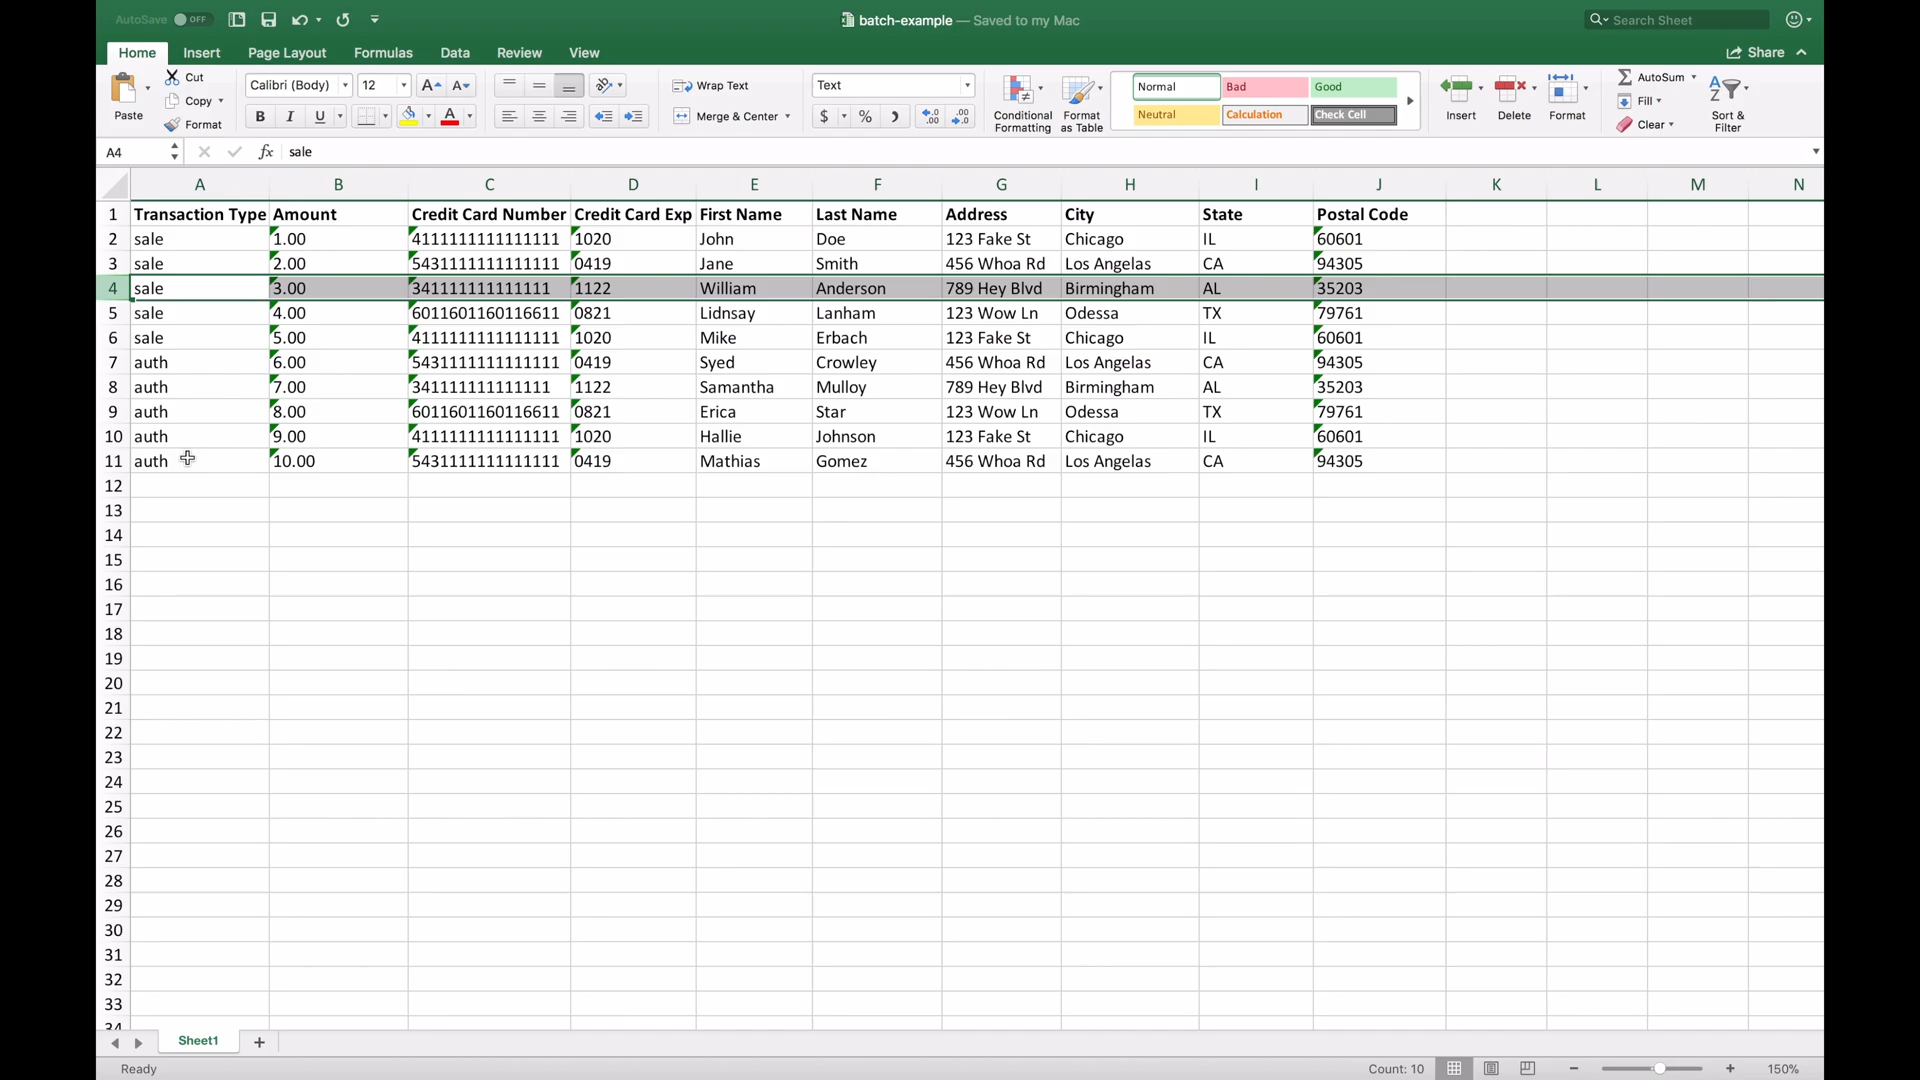 AutoSave OFF batch-example — Saved to my Mac Search Sheet
Home Insert Page Layout Formulas Data Review View Share
Paste Cut Copy Format Calibri (Body) 12 A A B I U A Wrap Text Merge & Center Text $ % Conditional Formatting Format as Table Normal Bad Good Neutral Calculation Check Cell Insert Delete Format AutoSum Fill Clear Sort & Filter
A4 fx sale
A B C D E F G H I J K L M N
1 Transaction Type Amount Credit Card Number Credit Card Exp First Name Last Name Address City State Postal Code
2 sale 1.00 4111111111111111 1020 John Doe 123 Fake St Chicago IL 60601
3 sale 2.00 5431111111111111 0419 Jane Smith 456 Whoa Rd Los Angelas CA 94305
4 sale 3.00 341111111111111 1122 William Anderson 789 Hey Blvd Birmingham AL 35203
5 sale 4.00 6011601160116611 0821 Lidnsay Lanham 123 Wow Ln Odessa TX 79761
6 sale 5.00 4111111111111111 1020 Mike Erbach 123 Fake St Chicago IL 60601
7 auth 6.00 5431111111111111 0419 Syed Crowley 456 Whoa Rd Los Angelas CA 94305
8 auth 7.00 341111111111111 1122 Samantha Mulloy 789 Hey Blvd Birmingham AL 35203
9 auth 8.00 6011601160116611 0821 Erica Star 123 Wow Ln Odessa TX 79761
10 auth 9.00 4111111111111111 1020 Hallie Johnson 123 Fake St Chicago IL 60601
11 auth 10.00 5431111111111111 0419 Mathias Gomez 456 Whoa Rd Los Angelas CA 94305
12
13
14
15
16
17
18
19
20
21
22
23
24
25
26
27
28
29
30
31
32
33
34
Sheet1
Ready Count: 10 150%